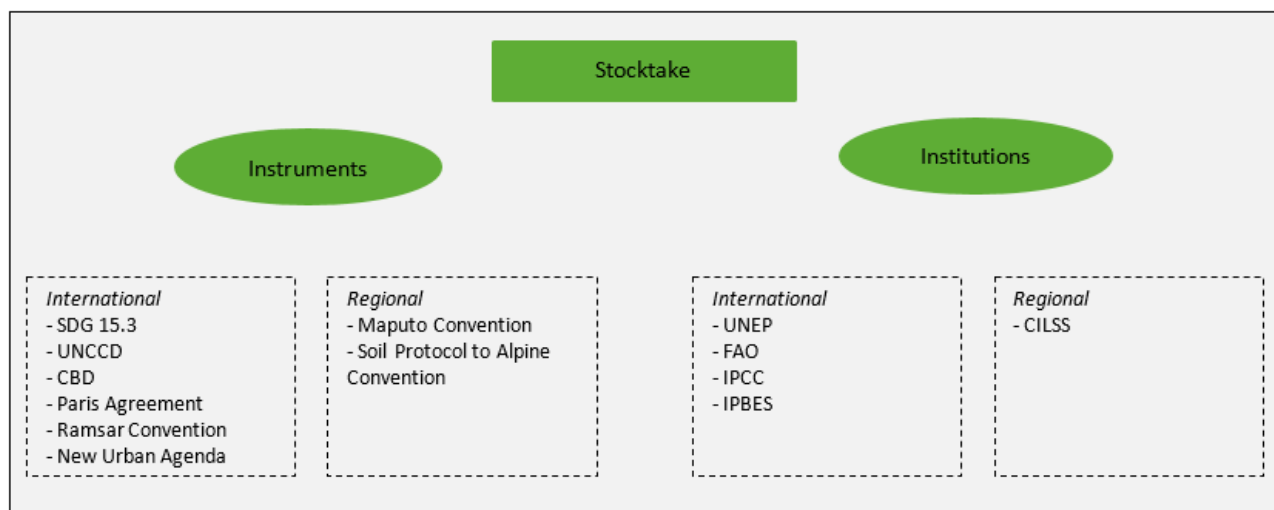 Stocktake
Instruments
Institutions
International
- SDG 15.3
- UNCCD
- CBD
- Paris Agreement
- Ramsar Convention
- New Urban Agenda
Regional
- Maputo Convention
- Soil Protocol to Alpine
Convention
International
- UNEP
- FAO
- IPCC
- IPBES
Regional
- CILSS